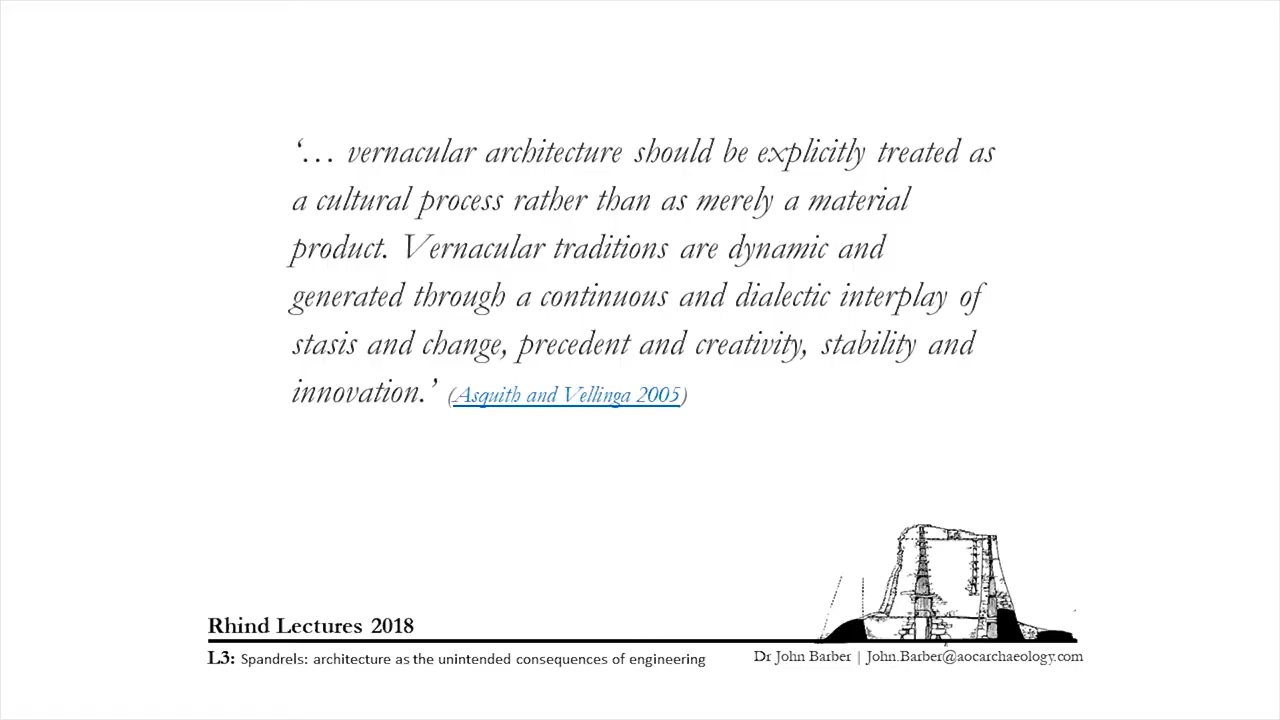 ‘… vernacular architecture should be explicitly treated as
a cultural process rather than as merely a material
product. Vernacular traditions are dynamic and
generated through a continuous and dialectic interplay of
stasis and change, precedent and creativity, stability and
innovation.’ (Asquith and Vellinga 2005)
Rhind Lectures 2018
L3: Spandrels: architecture as the unintended consequences of engineering
Dr John Barber | John.Barber@aocarchaeology.com